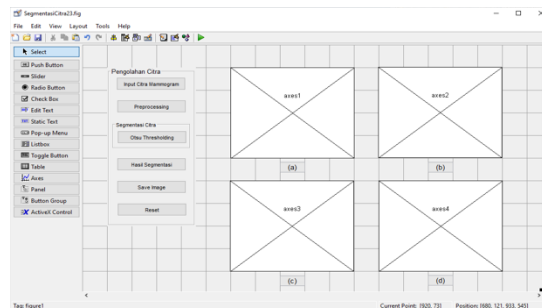 SegmentasiCitra23.fig
File Edit View Layout Tools Help
Select
Push Button
Slider
Radio Button
Check Box
Edit Text
Static Text
Pop-up Menu
Listbox
Toggle Button
Table
Axes
Panel
Button Group
ActiveX Control
Pengolahan Citra
Input Citra Mammogram
Preprocessing
Segmentasi Citra
Otsu Thresholding
Hasil Segmentasi
Save Image
Reset
axes1
axes2
(a)
(b)
axes3
axes4
(c)
(d)
Tag: figure1
Current Point: [920, 73] Position: [680, 121, 933, 545]